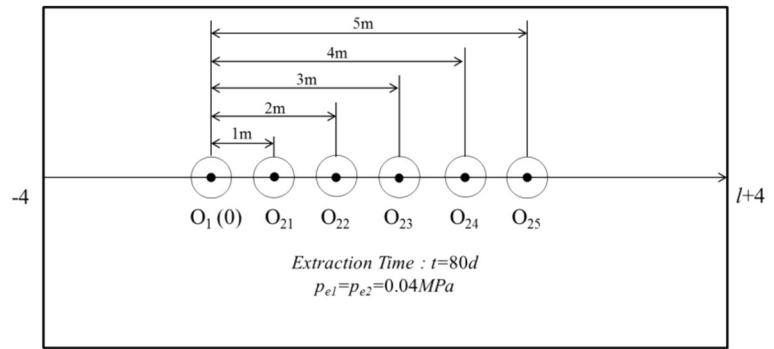 5m
4m
3m
2m
1m
-4
l+4
O₁ (0) O₂₁ O₂₂ O₂₃ O₂₄ O₂₅
Extraction Time : t=80d
pₑ₁=pₑ₂=0.04MPa